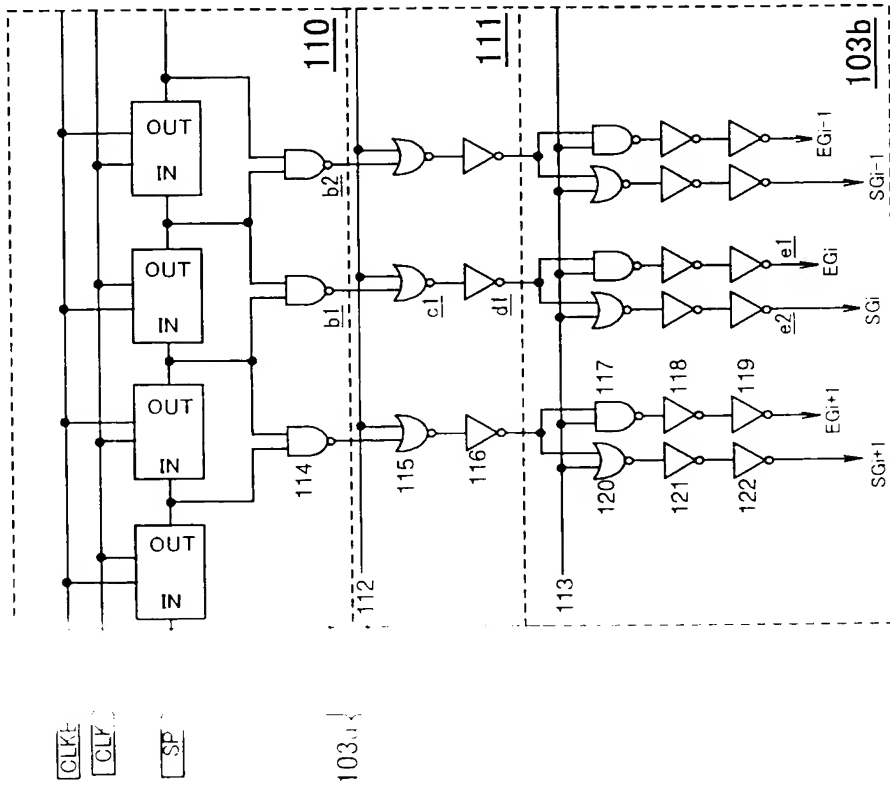 OUT
IN
OUT
IN
OUT
IN
OUT
IN
110
114
b1
b2
112
111
115
c1
116
d1
113
103b
117
118
119
120
121
122
e1
e2
SGi+1
EGi+1
SGi
EGi
SGi-1
EGi-1